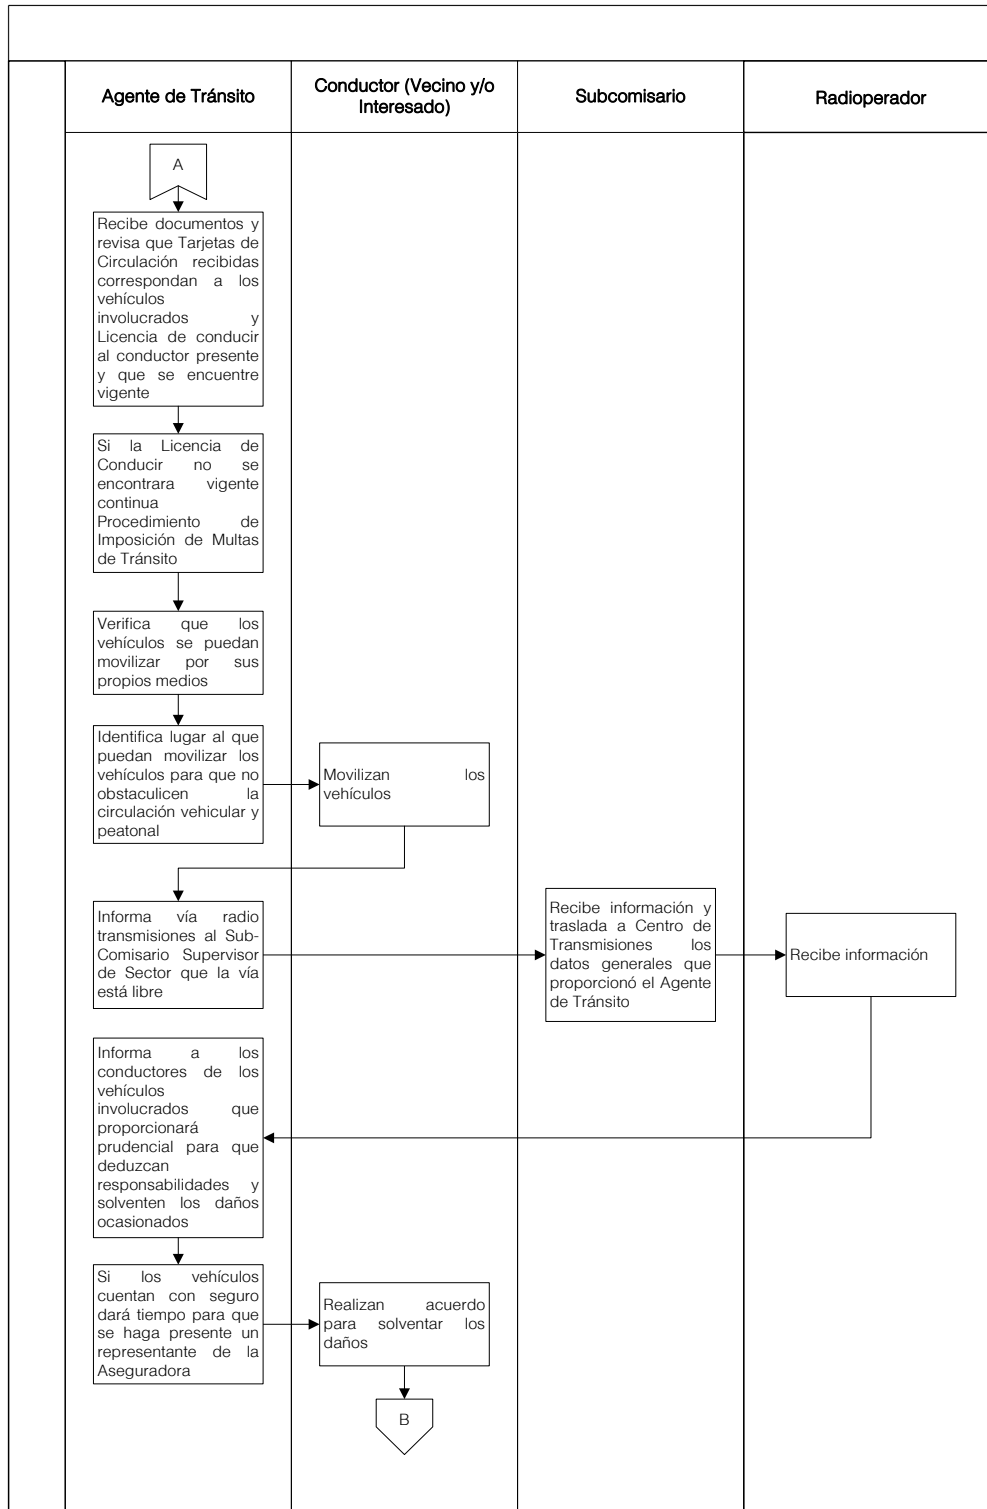 Agente de Tránsito
Conductor (Vecino y/o
Interesado)
Subcomisario
Radioperador
A
Recibe documentos y
revisa que Tarjetas de
Circulación recibidas
correspondan a los
vehículos
involucrados y
Licencia de conducir
al conductor presente
y que se encuentre
vigente
Si la Licencia de
Conducir no se
encontrara vigente
continua
Procedimiento de
Imposición de Multas
de Tránsito
Verifica que los
vehículos se puedan
movilizar por sus
propios medios
Identifica lugar al que
puedan movilizar los
vehículos para que no
obstaculicen la
circulación vehicular y
peatonal
Movilizan los
vehículos
Informa vía radio
transmisiones al Sub-
Comisario Supervisor
de Sector que la vía
está libre
Recibe información y
traslada a Centro de
Transmisiones los
datos generales que
proporcionó el Agente
de Tránsito
Recibe información
Informa a los
conductores de los
vehículos
involucrados que
proporcionará
prudencial para que
deduzcan
responsabilidades y
solventen los daños
ocasionados
Si los vehículos
cuentan con seguro
dará tiempo para que
se haga presente un
representante de la
Aseguradora
Realizan acuerdo
para solventar los
daños
B